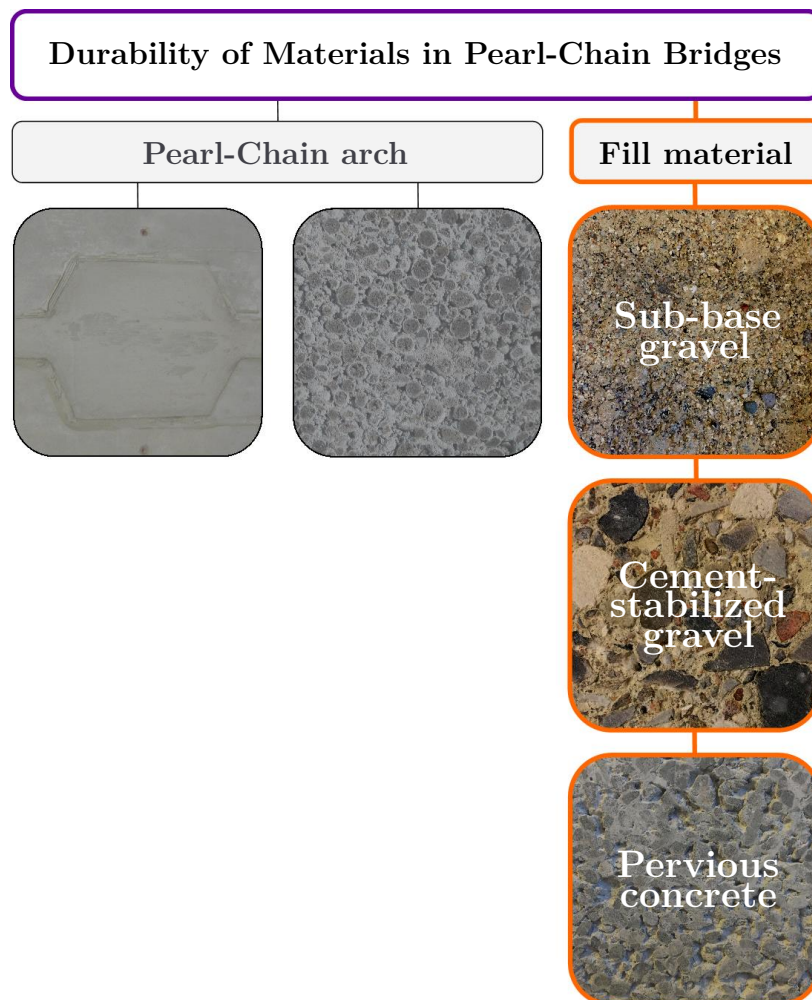 Durability of Materials in Pearl-Chain Bridges
Pearl-Chain arch
Fill material
Sub-base
gravel
Cement-
stabilized
gravel
Pervious
concrete